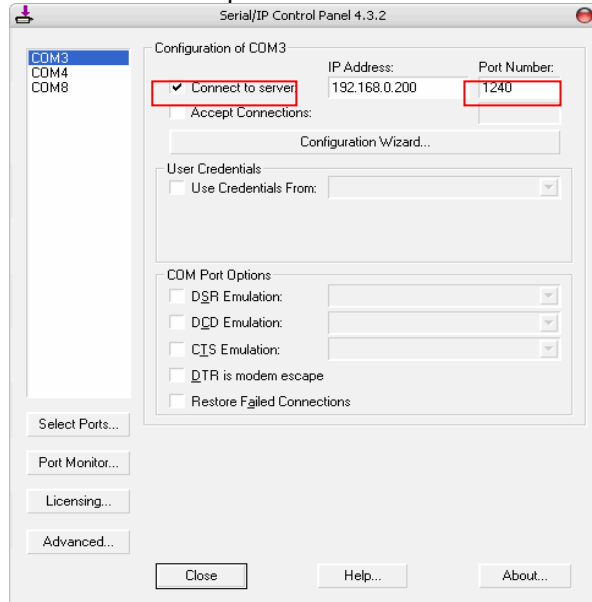 Serial/IP Control Panel 4.3.2
COM3
COM4
COM8
Configuration of COM3
IP Address: Port Number:
Connect to server: 192.168.0.200 1240
Accept Connections:
Configuration Wizard...
User Credentials
Use Credentials From:
COM Port Options
DSR Emulation:
DCD Emulation:
CTS Emulation:
DTR is modem escape
Restore Failed Connections
Select Ports...
Port Monitor...
Licensing...
Advanced...
Close Help... About...